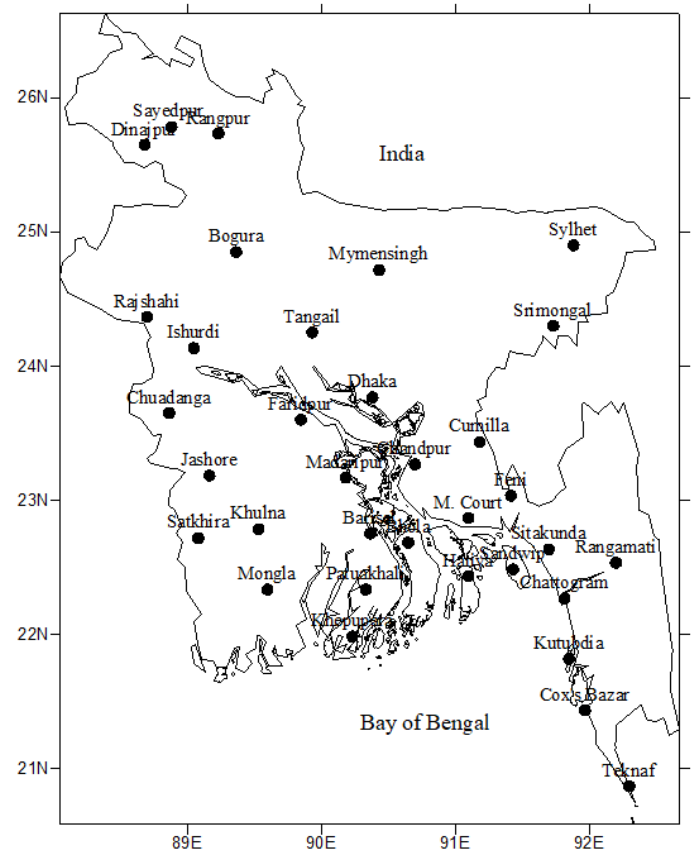 26N
Sayedpur
Rangpur
Dinajpur
India
25N
Sylhet
Bogura
Mymensingh
Rajshahi
Srimongal
Tangail
Ishurdi
24N
Dhaka
Chuadanga
Faridpur
Cumilla
Chandpur
Jashore
Madaripur
Feni
23N
M. Court
Khulna
Satkhira
Barisal
Bhola
Sitakunda
Rangamati
Sandwip
Hatiya
Mongla
Patuakhali
Chattogram
22N
Khepupara
Kutubdia
Cox's Bazar
Bay of Bengal
21N
Teknaf
89E 90E 91E 92E